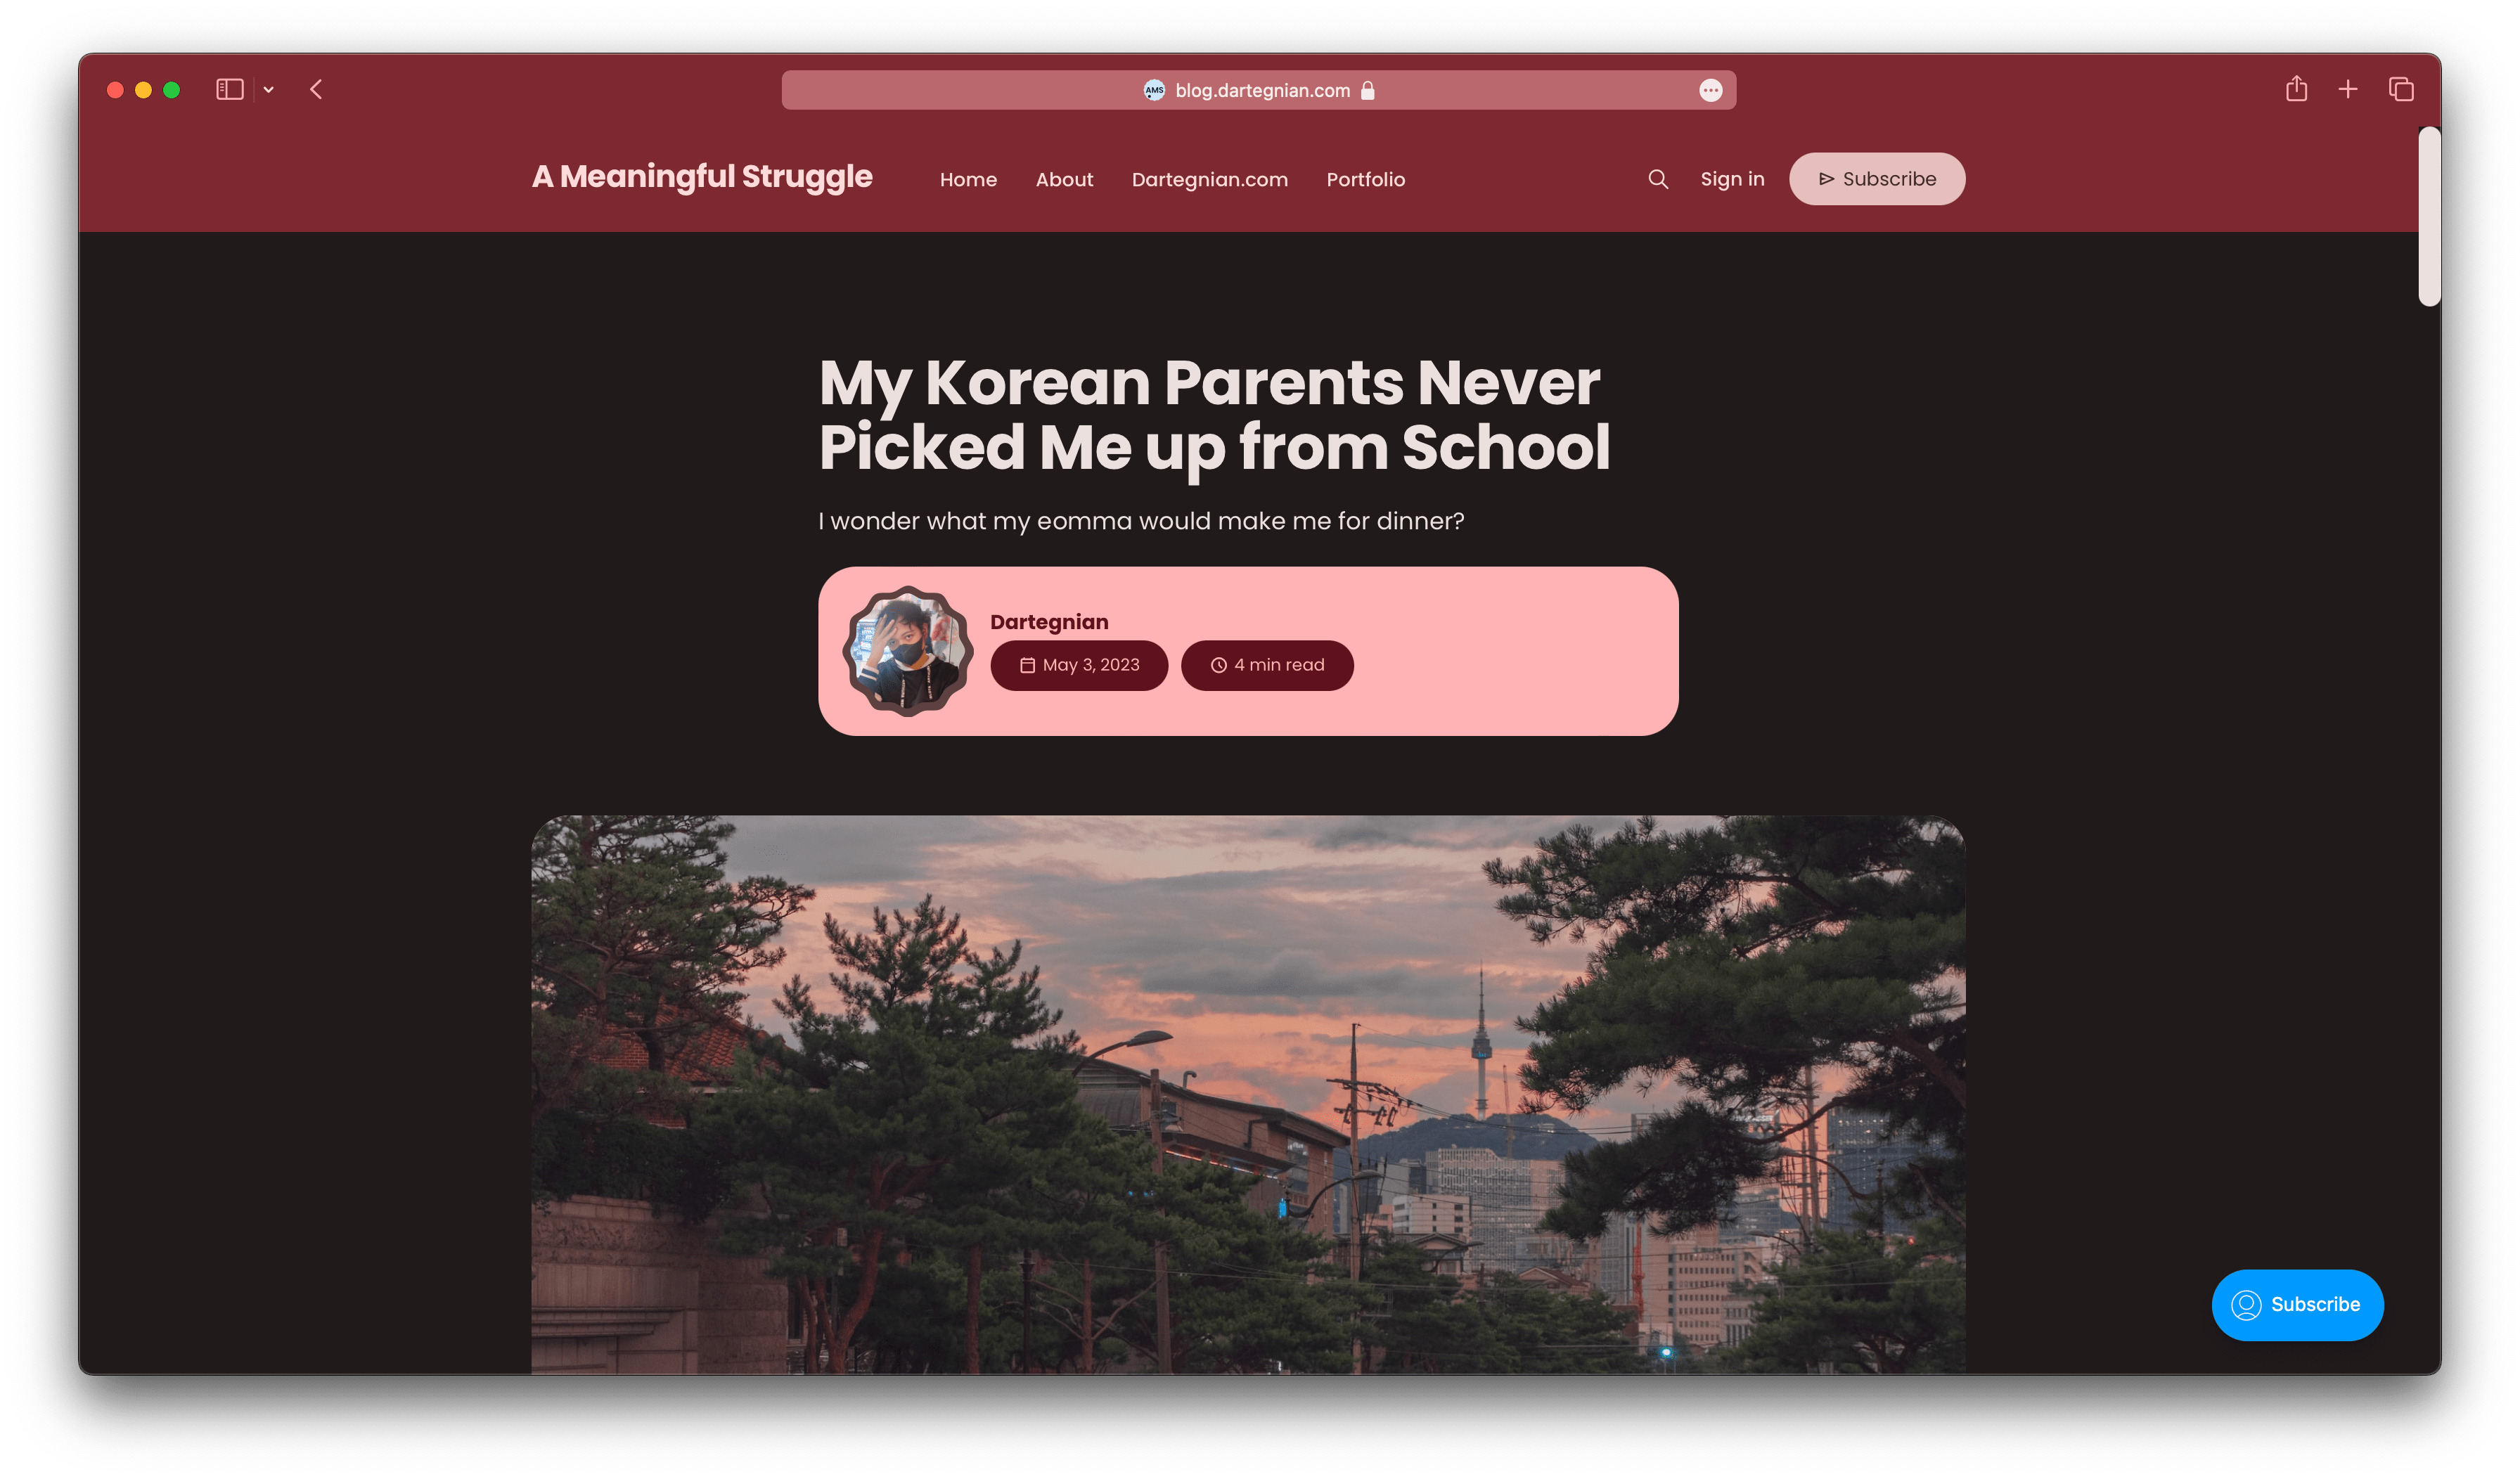 AMS
blog.dartegnian.com
A Meaningful Struggle
Home
About
Dartegnian.com
Portfolio
Sign in
Subscribe
My Korean Parents Never
Picked Me up from School
I wonder what my eomma would make me for dinner?
Dartegnian
May 3, 2023
4 min read
Subscribe